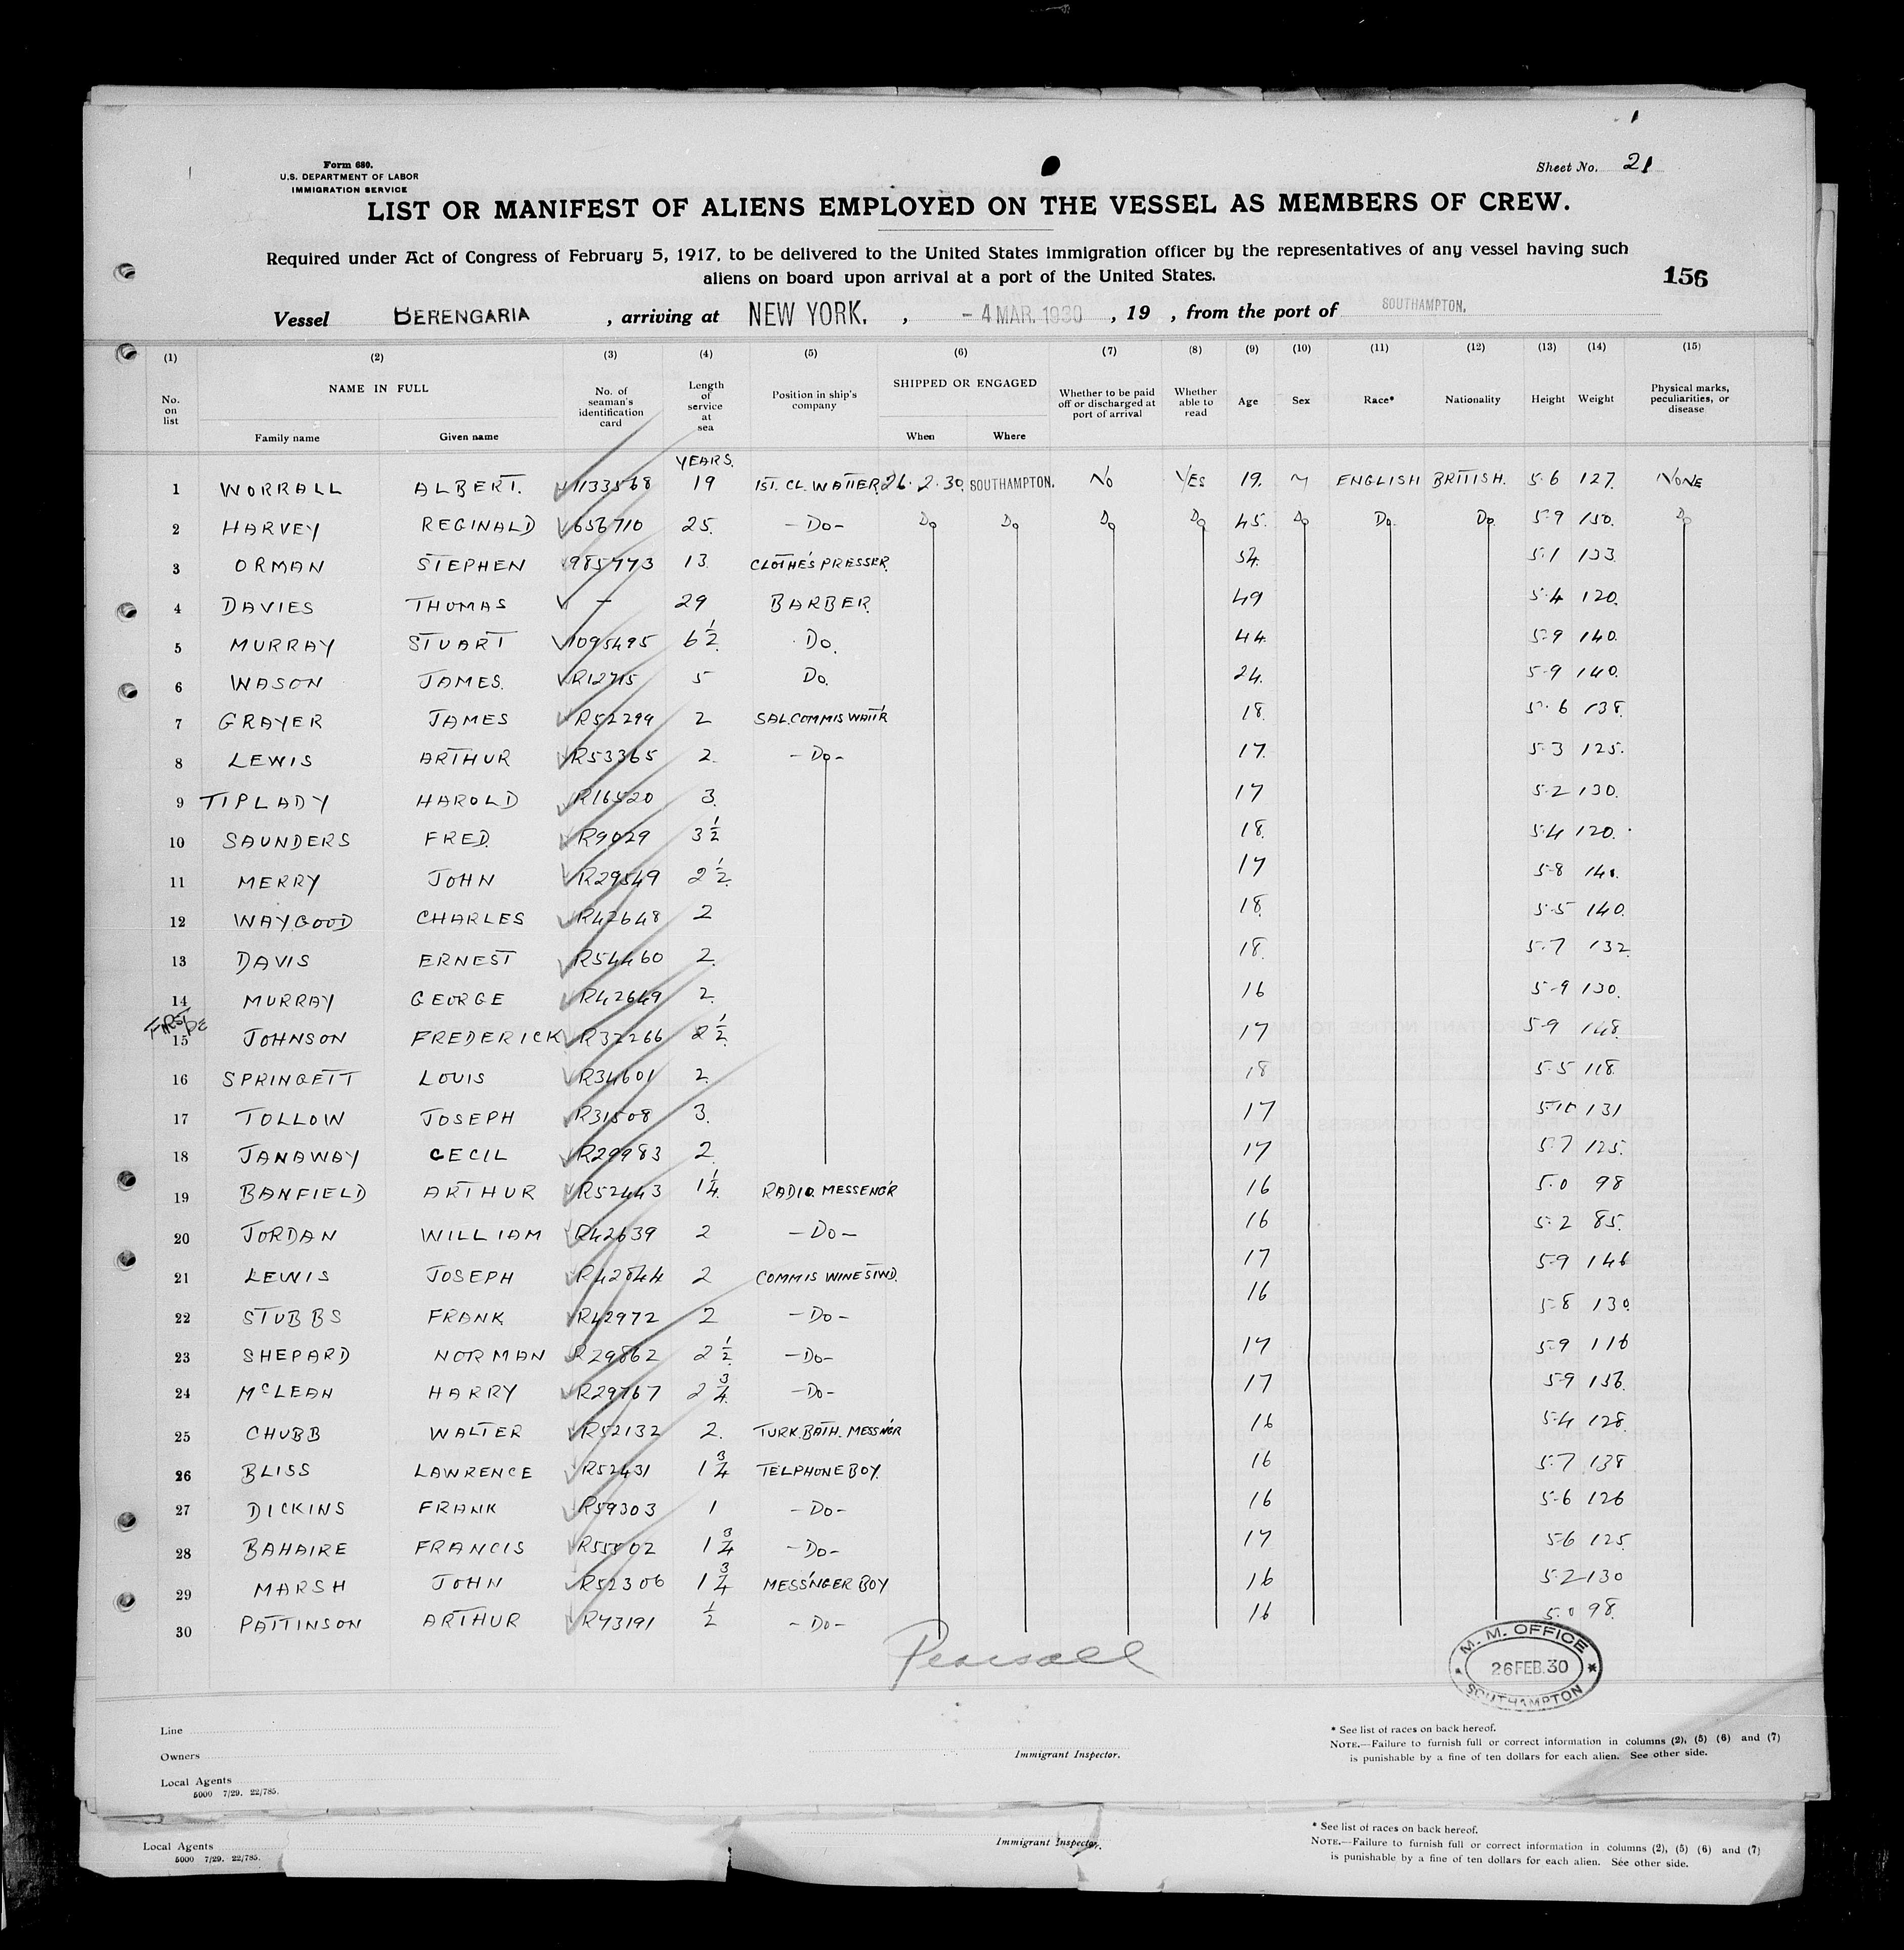 Sheet No. 21
Form 680.
U.S. DEPARTMENT OF LABOR
IMMIGRATION SERVICE
LIST OR MANIFEST OF ALIENS EMPLOYED ON THE VESSEL AS MEMBERS OF CREW.
Required under Act of Congress of February 5, 1917, to be delivered to the United States immigration officer by the representatives of any vessel having such
aliens on board upon arrival at a port of the United States.
156
Vessel BERENGARIA , arriving at NEW YORK. , - 4 MAR. 1930 , 19 , from the port of SOUTHAMPTON.
(1) (2) (3) (4) (5) (6) (7) (8) (9) (10) (11) (12) (13) (14) (15)
No. on list NAME IN FULL Family name Given name No. of seaman's identification card Length of service at sea Position in ship's company SHIPPED OR ENGAGED When Where Whether to be paid off or discharged at port of arrival Whether able to read Age Sex Race* Nationality Height Weight Physical marks, peculiarities, or disease
YEARS.
1 WORRALL ALBERT. 1133568 19 1ST. CL. WAITER 26.2.30. SOUTHAMPTON. NO YES 19. M ENGLISH BRITISH. 5.6 127. NONE
2 HARVEY REGINALD 656710 25. -Do- Do Do Do Do 45. Do Do. Do. 5.9 150. Do
3 ORMAN STEPHEN 985773 13. CLOTHE'S PRESSER. 34. 5.1 133.
4 DAVIES THOMAS - 29 BARBER. 49 5.4 120.
5 MURRAY STUART 1095495 6½ Do. 44. 5.9 140.
6 WASON JAMES. R12715 5 Do. 24. 5.9 140.
7 GRAYER JAMES R52299 2 SAL.COMMIS WAIT'R 18. 5.6 138.
8 LEWIS ARTHUR R53365 2. -Do- 17. 5.3 125.
9 TIPLADY HAROLD R16520 3. 17 5.2 130.
10 SAUNDERS FRED. R9029 3½ 18. 5.4 120.
11 MERRY JOHN R29549 2½ 17 5.8 141.
12 WAYGOOD CHARLES R42648 2 18. 5.5 140.
13 DAVIS ERNEST R54460 2. 18. 5.7 132.
14 MURRAY GEORGE R42649 2. 16 5.9 130.
15 JOHNSON FREDERICK R32266 2½ 17 5.9 148.
16 SPRINGETT LOUIS R34601 2. 18 5.5 118.
17 TOLLOW JOSEPH R31508 3. 17 5.10 131
18 JANAWAY CECIL R29983 2. 17 5.7 125.
19 BANFIELD ARTHUR R52443 1¼ RADIO. MESSENG'R 16 5.0 98
20 JORDAN WILLIAM R42639 2 -Do- 16 5.2 85.
21 LEWIS JOSEPH R42844 2 COMMIS WINE STWD. 17 5.9 146
22 STUBBS FRANK R42972 2 -Do- 16 5.8 130.
23 SHEPARD NORMAN R29862 2½ -Do- 17 5.9 116
24 McLEAN HARRY R29767 2¾ -Do- 17 5.9 156.
25 CHUBB WALTER R52132 2. TURK.BATH. MESSNGR 16 5.4 128.
26 BLISS LAWRENCE R52431 1¾ TELPHONE BOY. 16 5.7 138
27 DICKINS FRANK R59303 1 -Do- 16 5.6 126
28 BAHAIRE FRANCIS R55502 1¾ -Do- 17 5.6 125.
29 MARSH JOHN R52306 1¾ MESS'NGER BOY 16 5.2 130
30 PATTINSON ARTHUR R73191 ½ -Do- 16 5.0 98.
Pearsall
M. M. OFFICE
26 FEB. 30
SOUTHAMPTON
Line
Owners
Local Agents
5000 7/29. 22/785.
Immigrant Inspector.
* See list of races on back hereof.
NOTE.—Failure to furnish full or correct information in columns (2), (5) (6) and (7)
is punishable by a fine of ten dollars for each alien. See other side.
Local Agents
5000 7/29. 22/785.
Immigrant Inspector.
* See list of races on back hereof.
NOTE.—Failure to furnish full or correct information in columns (2), (5) (6) and (7)
is punishable by a fine of ten dollars for each alien. See other side.